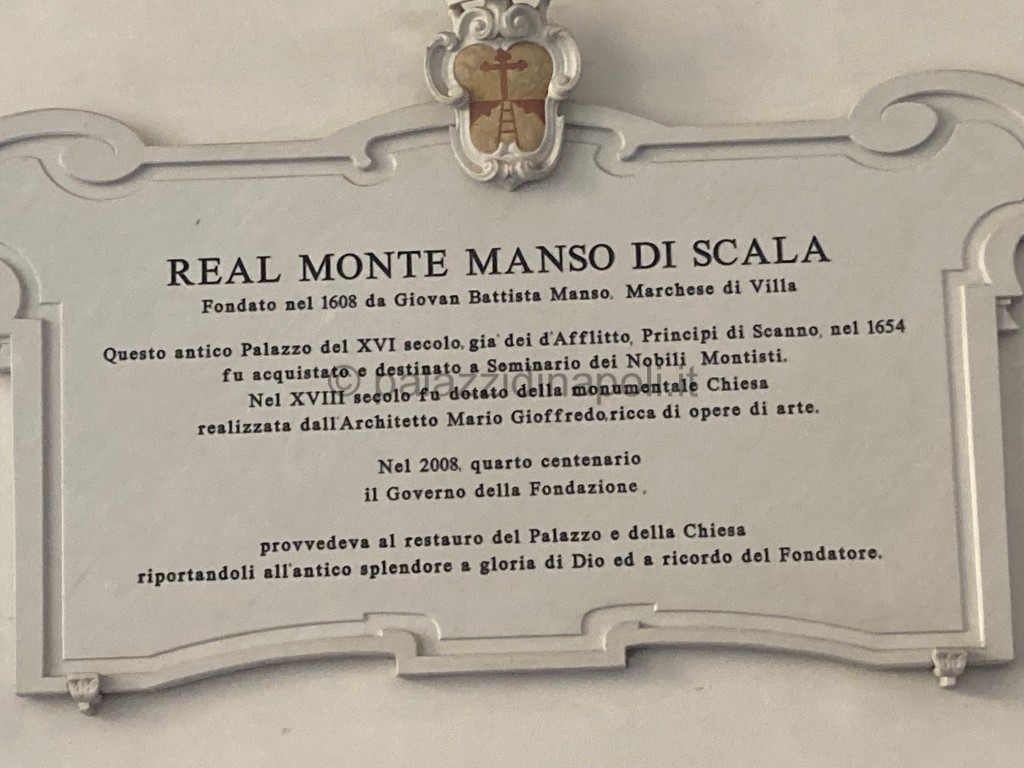 REAL MONTE MANSO DI SCALA
Fondato nel 1608 da Giovan Battista Manso, Marchese di Villa
Questo antico Palazzo del XVI secolo, gia' dei d'Afflitto, Principi di Scanno, nel 1654
fu acquistato e destinato a Seminario dei Nobili Montisti.
© palazzidinapoli.it
Nel XVIII secolo fu dotato della monumentale Chiesa
realizzata dall'Architetto Mario Gioffredo,ricca di opere di arte.
Nel 2008, quarto centenario
il Governo della Fondazione,
provvedeva al restauro del Palazzo e della Chiesa
riportandoli all'antico splendore a gloria di Dio ed a ricordo del Fondatore.